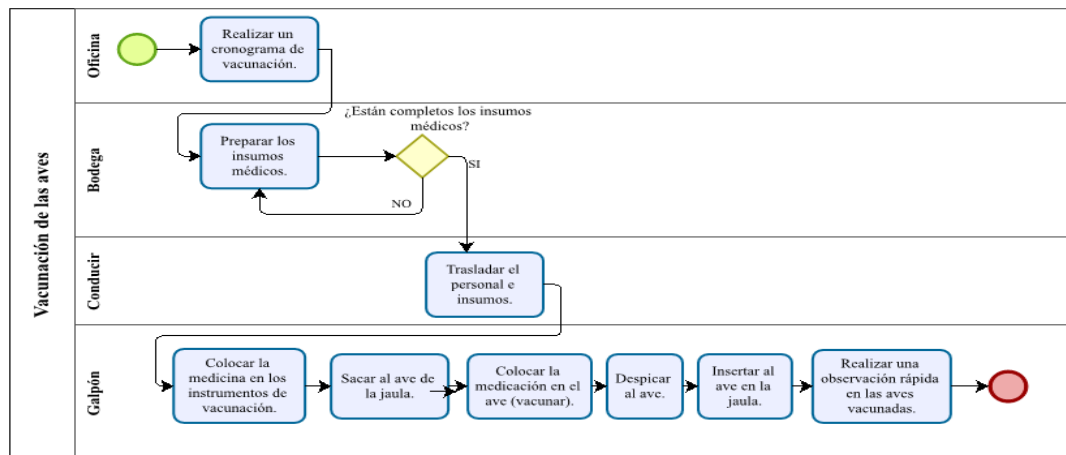 Vacunación de las aves
Oficina
Realizar un
cronograma de
vacunación.
Bodega
Preparar los
insumos
médicos.
¿Están completos los insumos
médicos?
SI
NO
Conducir
Trasladar el
personal e
insumos.
Galpón
Colocar la
medicina en los
instrumentos de
vacunación.
Sacar al ave de
la jaula.
Colocar la
medicación en el
ave (vacunar).
Despicar
al ave.
Insertar al
ave en la
jaula.
Realizar una
observación rápida
en las aves
vacunadas.